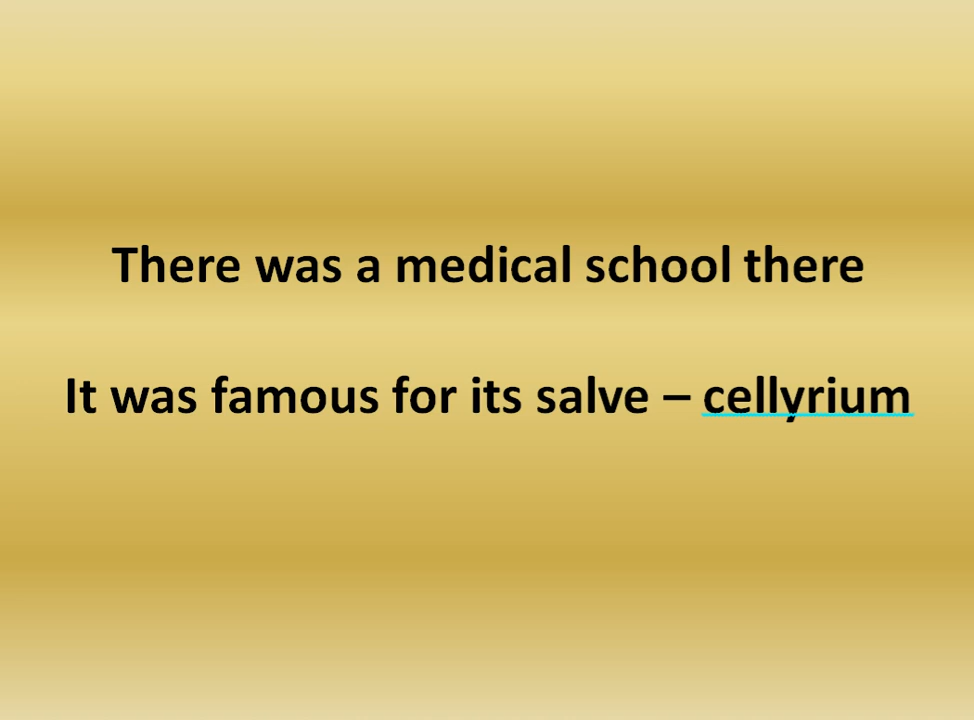 There was a medical school there
It was famous for its salve – cellyrium